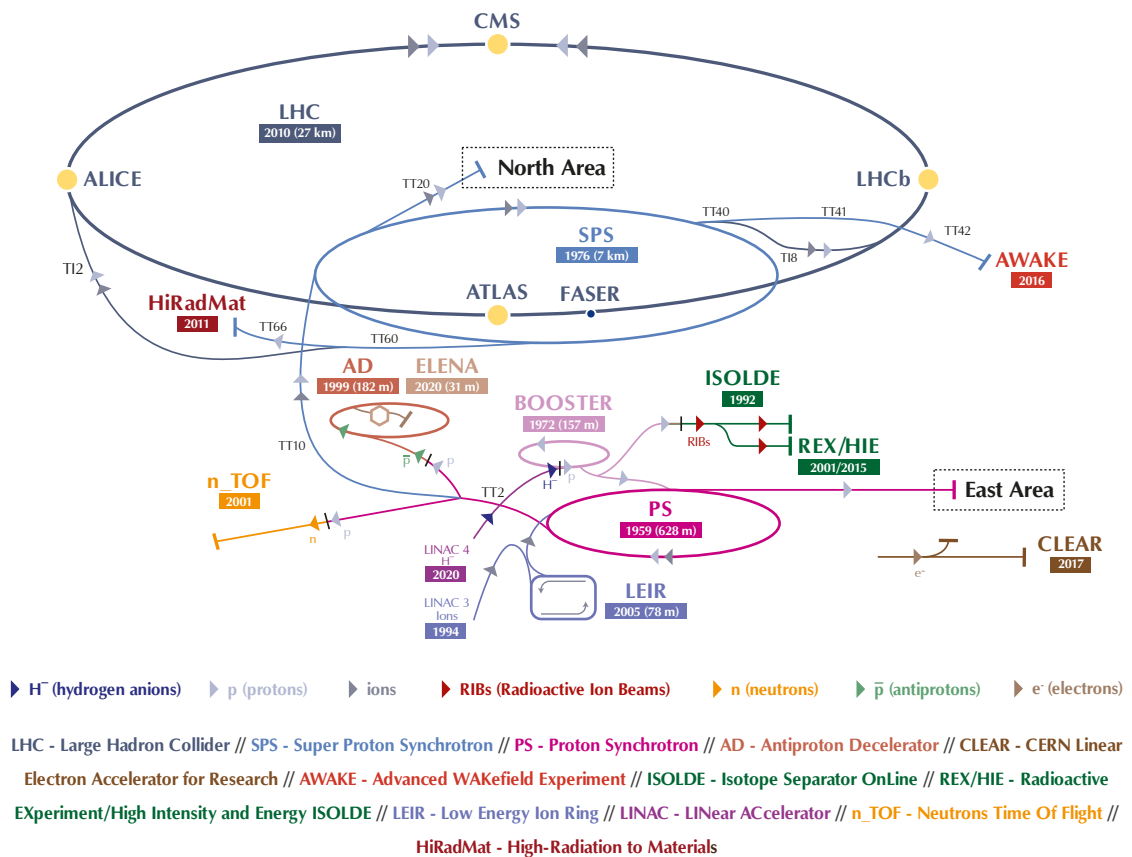 CMS
LHC
2010 (27 km)
North Area
ALICE
TT20
LHCb
TT40
TT41
TT42
SPS
1976 (7 km)
TI8
AWAKE
2016
TI2
ATLAS
FASER
HiRadMat
2011
TT66
TT60
AD
1999 (182 m)
ELENA
2020 (31 m)
ISOLDE
1992
BOOSTER
1972 (157 m)
RIBs
REX/HIE
2001/2015
TT10
p̅
p
H⁻
p
n_TOF
2001
TT2
East Area
PS
1959 (628 m)
n
p
LINAC 4
H⁻
2020
CLEAR
2017
e⁻
LEIR
2005 (78 m)
LINAC 3
Ions
1994
H⁻ (hydrogen anions) p (protons) ions RIBs (Radioactive Ion Beams) n (neutrons) p̅ (antiprotons) e⁻ (electrons)
LHC - Large Hadron Collider // SPS - Super Proton Synchrotron // PS - Proton Synchrotron // AD - Antiproton Decelerator // CLEAR - CERN Linear
Electron Accelerator for Research // AWAKE - Advanced WAKefield Experiment // ISOLDE - Isotope Separator OnLine // REX/HIE - Radioactive
EXperiment/High Intensity and Energy ISOLDE // LEIR - Low Energy Ion Ring // LINAC - LINear ACcelerator // n_TOF - Neutrons Time Of Flight //
HiRadMat - High-Radiation to Materials